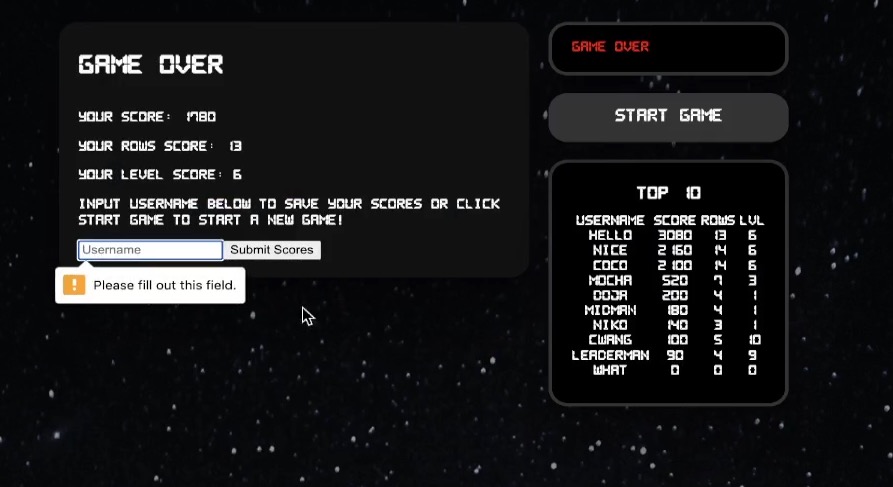 GAME OVER
YOUR SCORE: 1780
YOUR ROWS SCORE: 13
YOUR LEVEL SCORE: 6
INPUT USERNAME BELOW TO SAVE YOUR SCORES OR CLICK
START GAME TO START A NEW GAME!
Username Submit Scores
! Please fill out this field.
GAME OVER
START GAME
TOP 10
USERNAME SCORE ROWS LVL
HELLO 3080 13 6
NICE 2160 14 6
COCO 2100 14 6
MOCHA 520 7 3
DOJA 200 4 1
MIDMAN 180 4 1
NIKO 140 3 1
CWANG 100 5 10
LEADERMAN 90 4 9
WHAT 0 0 0